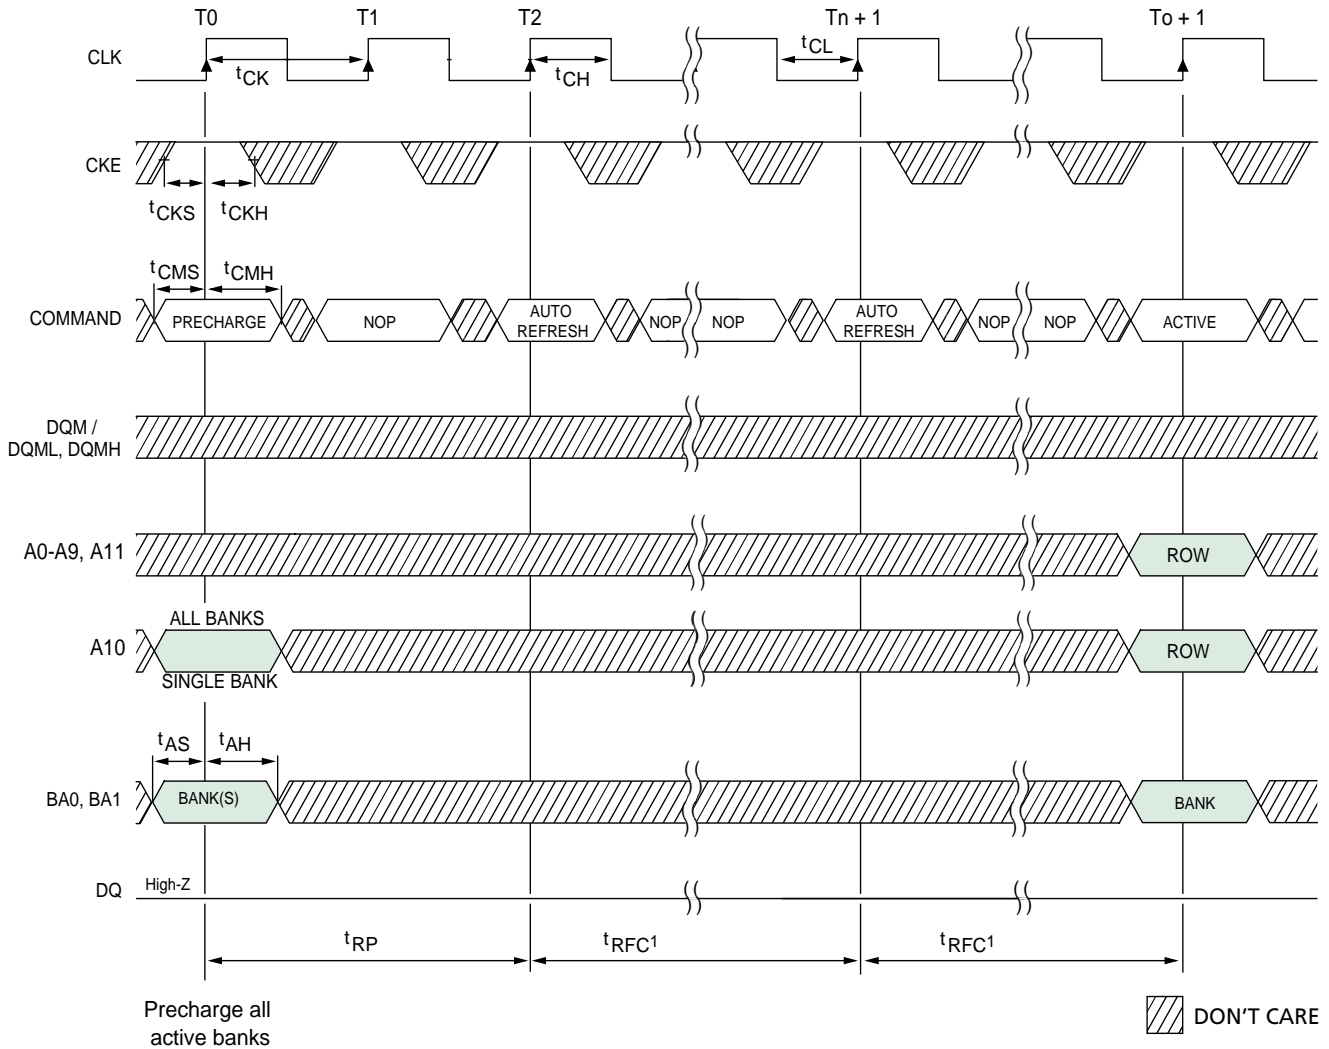 T0 T1 T2 Tn + 1 To + 1
CLK
tCK tCH tCL
CKE
tCKS tCKH
tCMS tCMH
COMMAND PRECHARGE NOP AUTO REFRESH NOP NOP AUTO REFRESH NOP NOP ACTIVE
DQM /
DQML, DQMH
A0-A9, A11 ROW
ALL BANKS
A10 ROW
SINGLE BANK
tAS tAH
BA0, BA1 BANK(S) BANK
DQ High-Z
tRP tRFC1 tRFC1
Precharge all
active banks
DON'T CARE